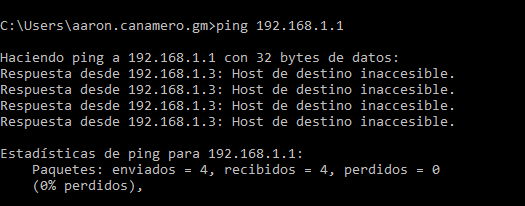 C:\Users\aaron.canamero.gm>ping 192.168.1.1
Haciendo ping a 192.168.1.1 con 32 bytes de datos:
Respuesta desde 192.168.1.3: Host de destino inaccesible.
Respuesta desde 192.168.1.3: Host de destino inaccesible.
Respuesta desde 192.168.1.3: Host de destino inaccesible.
Respuesta desde 192.168.1.3: Host de destino inaccesible.
Estadísticas de ping para 192.168.1.1:
Paquetes: enviados = 4, recibidos = 4, perdidos = 0
(0% perdidos),